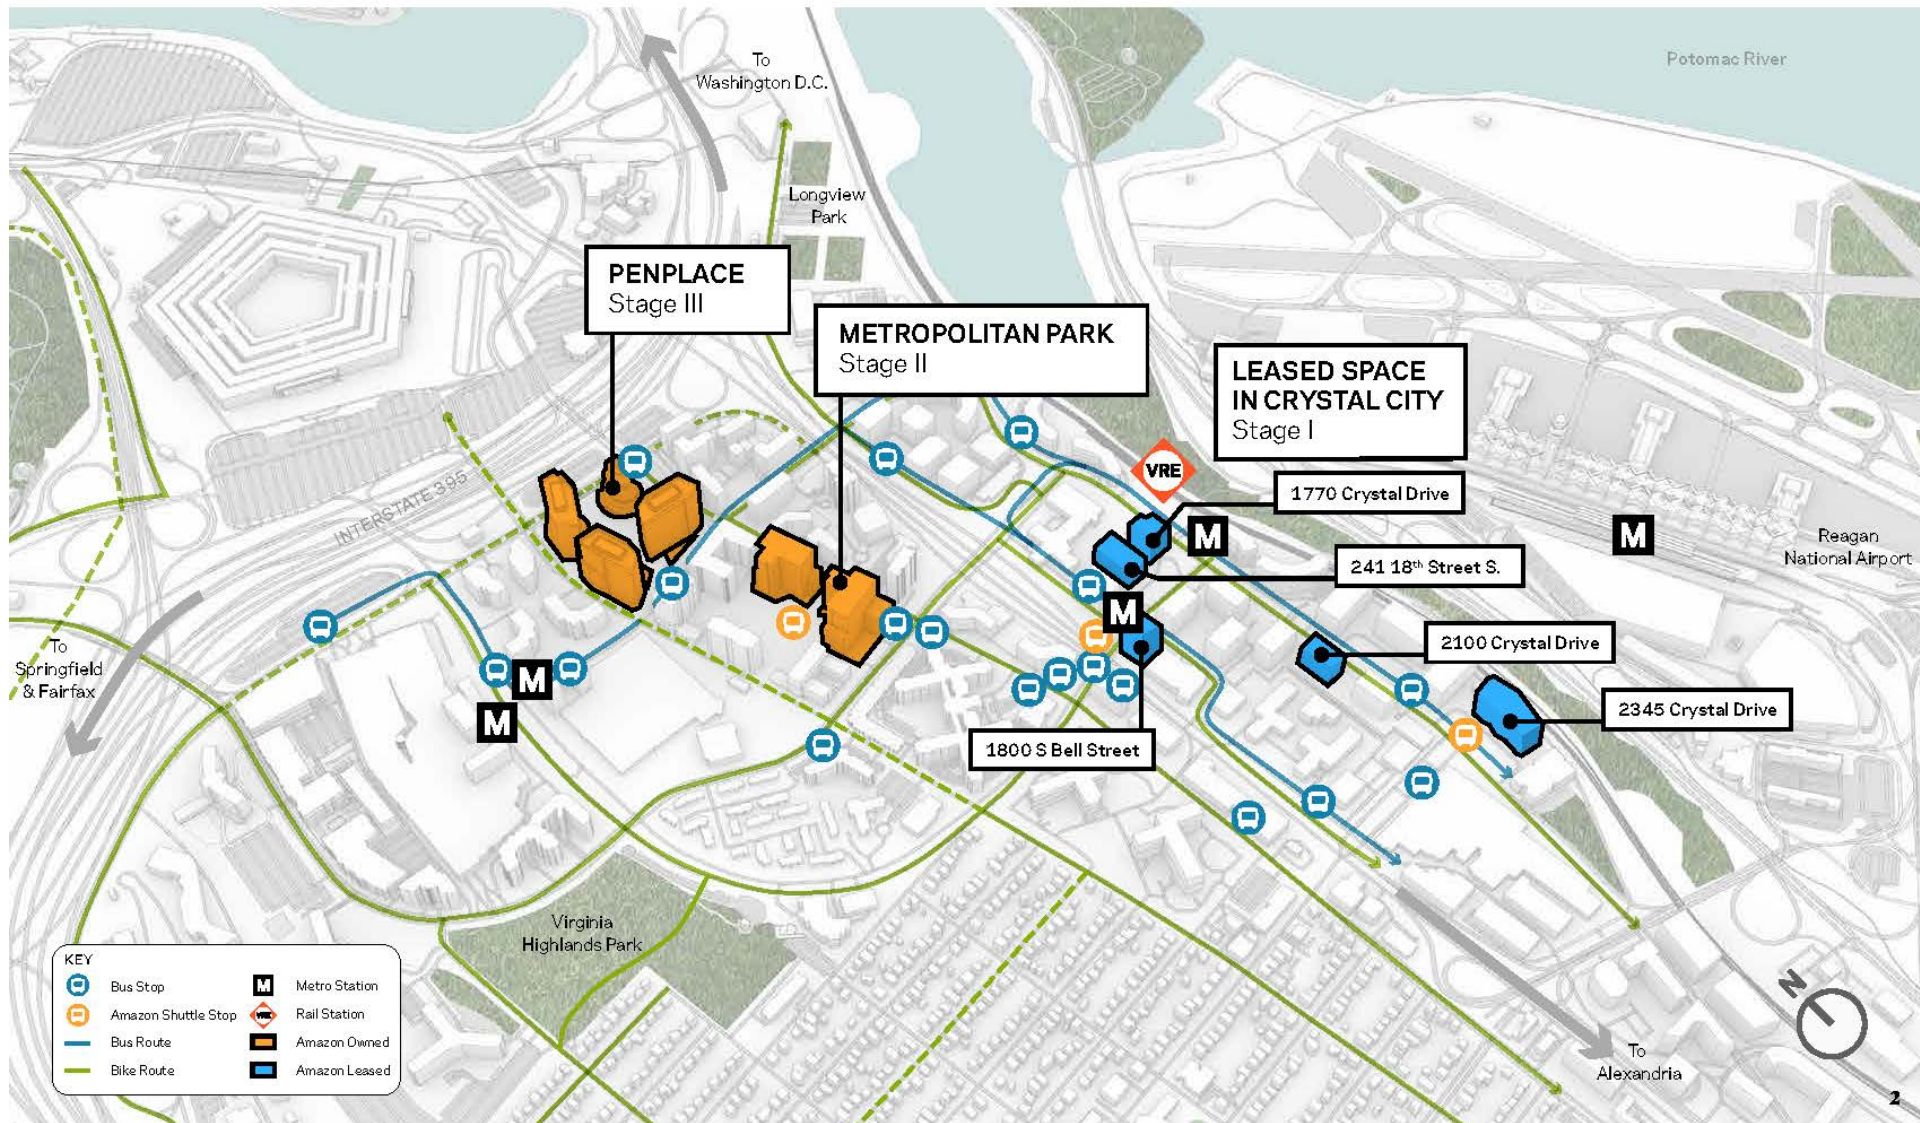 To
Washington D.C.
Potomac River
Longview
Park
PENPLACE
Stage III
METROPOLITAN PARK
Stage II
LEASED SPACE
IN CRYSTAL CITY
Stage I
VRE
1770 Crystal Drive
M
M
Reagan
National Airport
INTERSTATE 395
241 18th Street S.
M
To
Springfield
& Fairfax
2100 Crystal Drive
M
M
2345 Crystal Drive
1800 S Bell Street
Virginia
Highlands Park
KEY
Bus Stop
M Metro Station
Amazon Shuttle Stop
VRE Rail Station
Bus Route
Amazon Owned
Bike Route
Amazon Leased
N
To
Alexandria
2